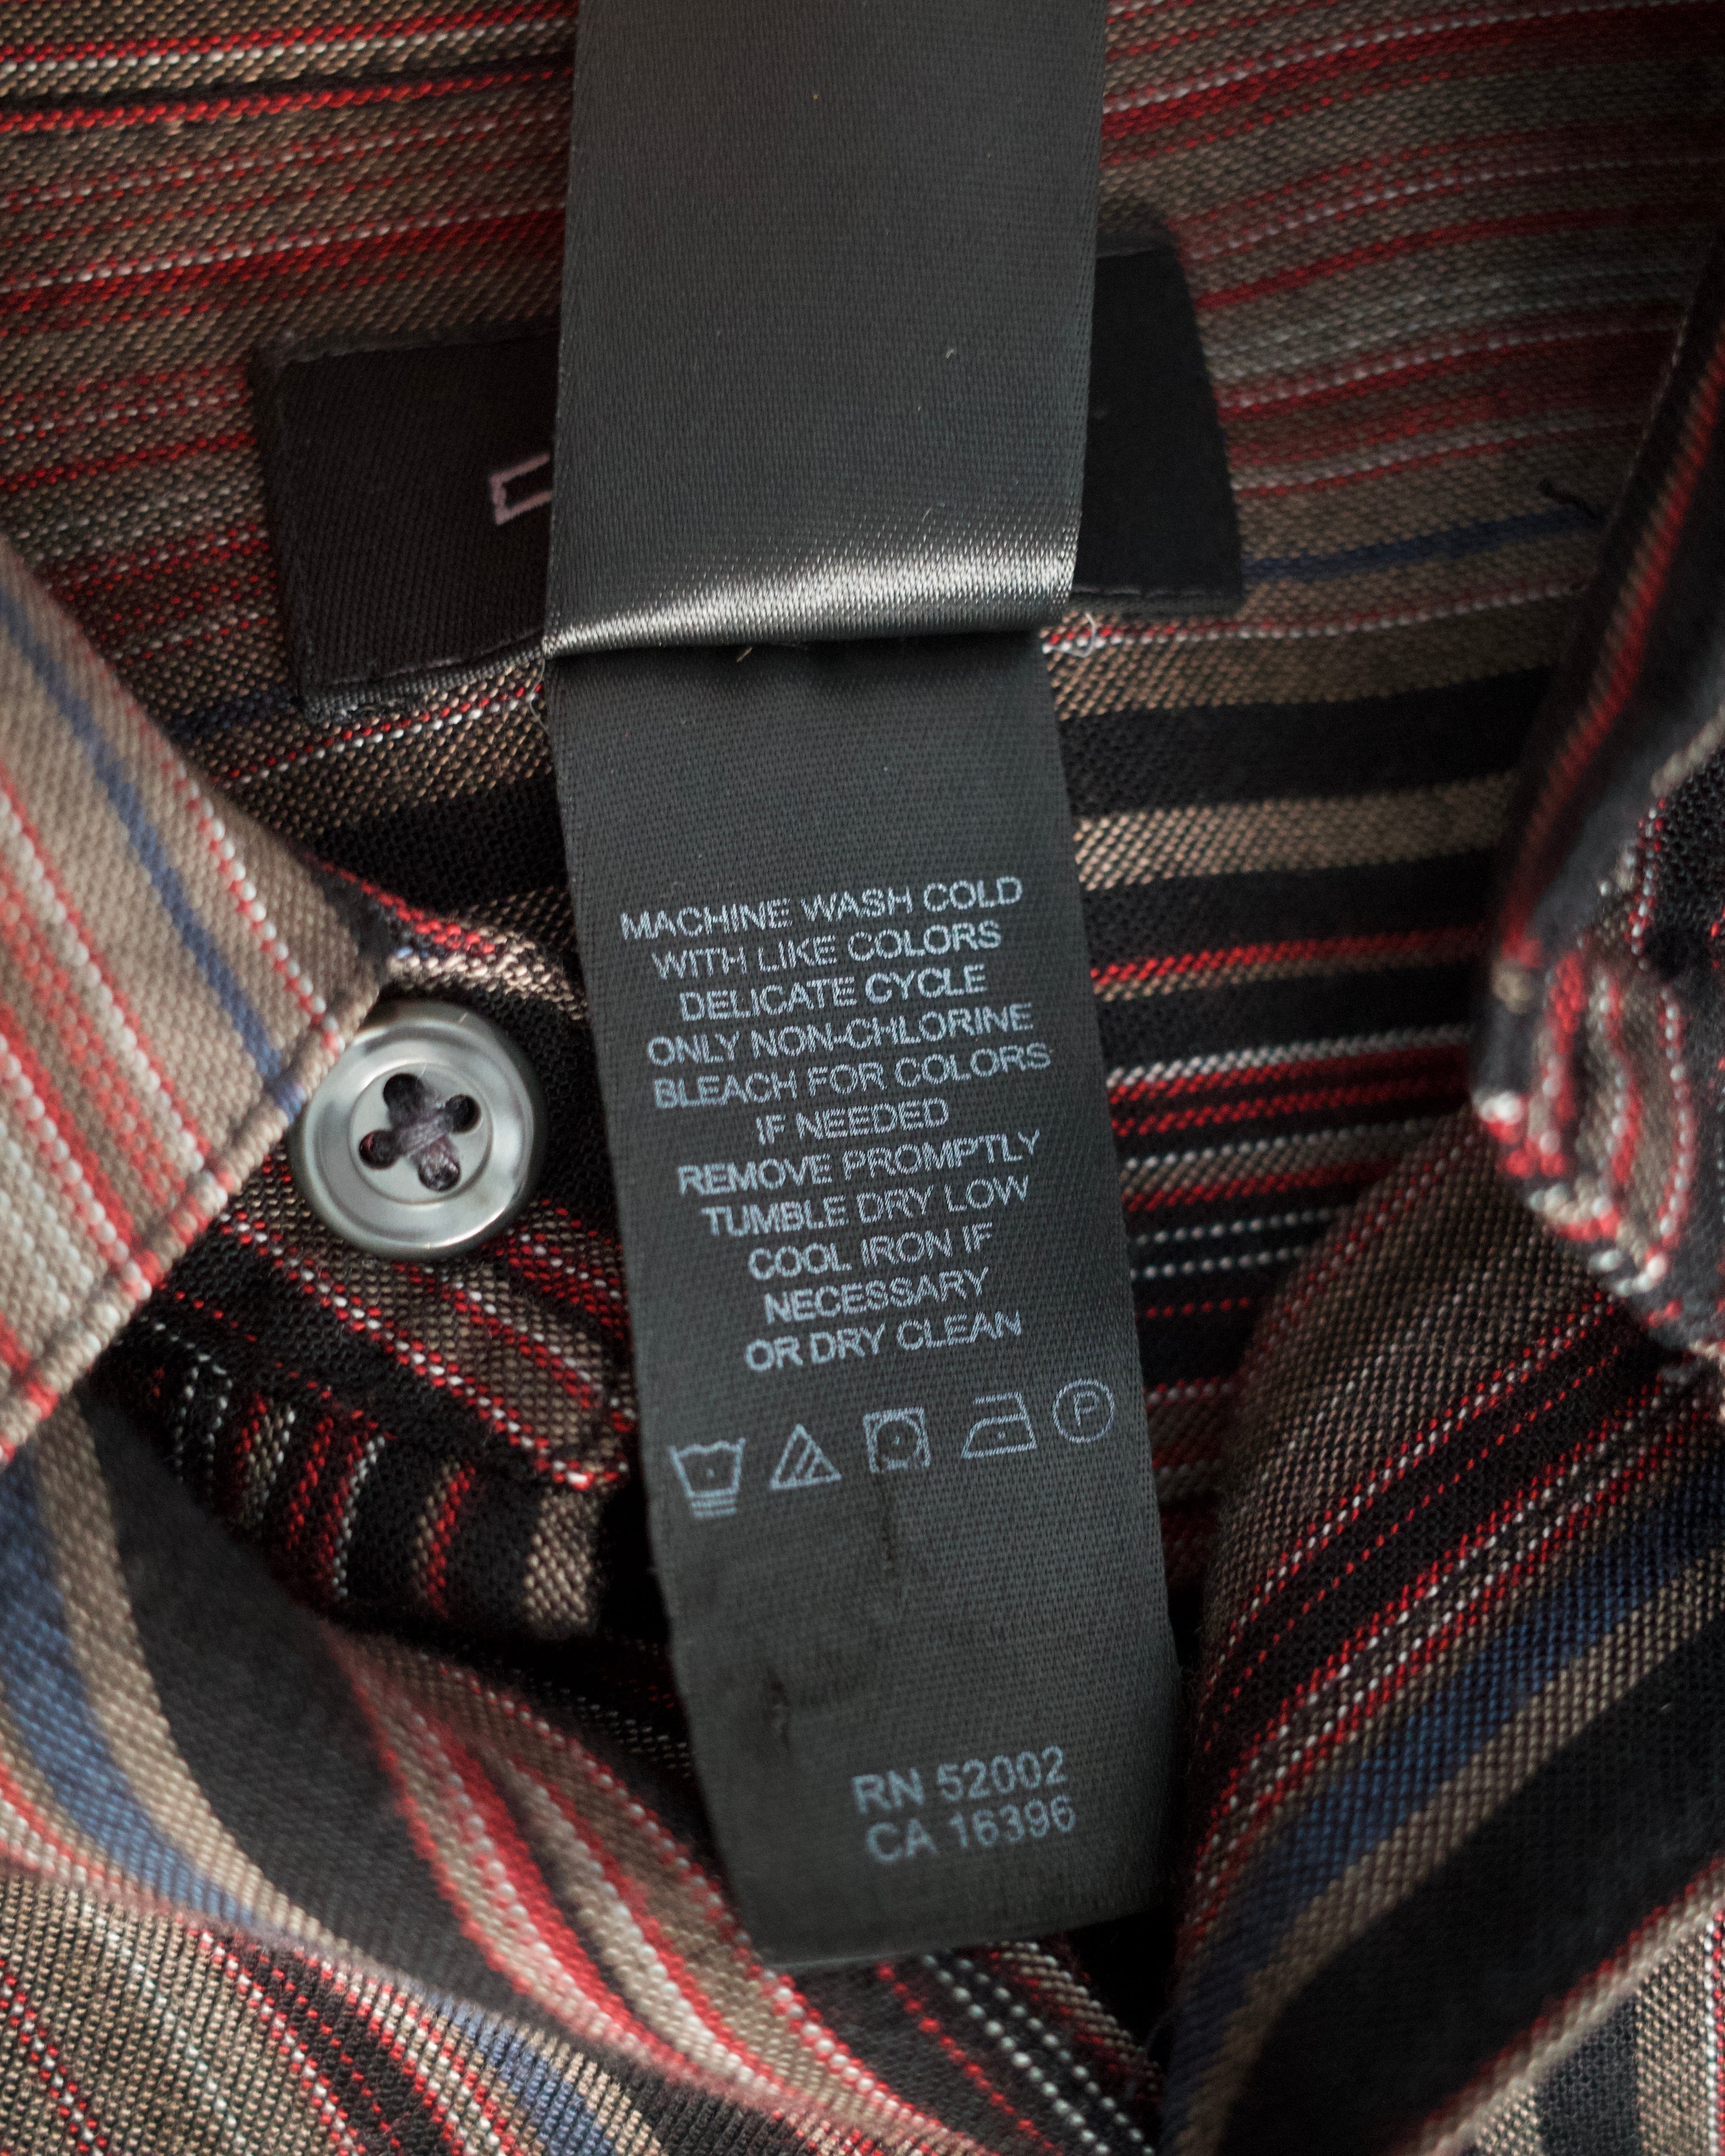 MACHINE WASH COLD
WITH LIKE COLORS
DELICATE CYCLE
ONLY NON-CHLORINE
BLEACH FOR COLORS
IF NEEDED
REMOVE PROMPTLY
TUMBLE DRY LOW
COOL IRON IF
NECESSARY
OR DRY CLEAN
P
RN 52002
CA 16396